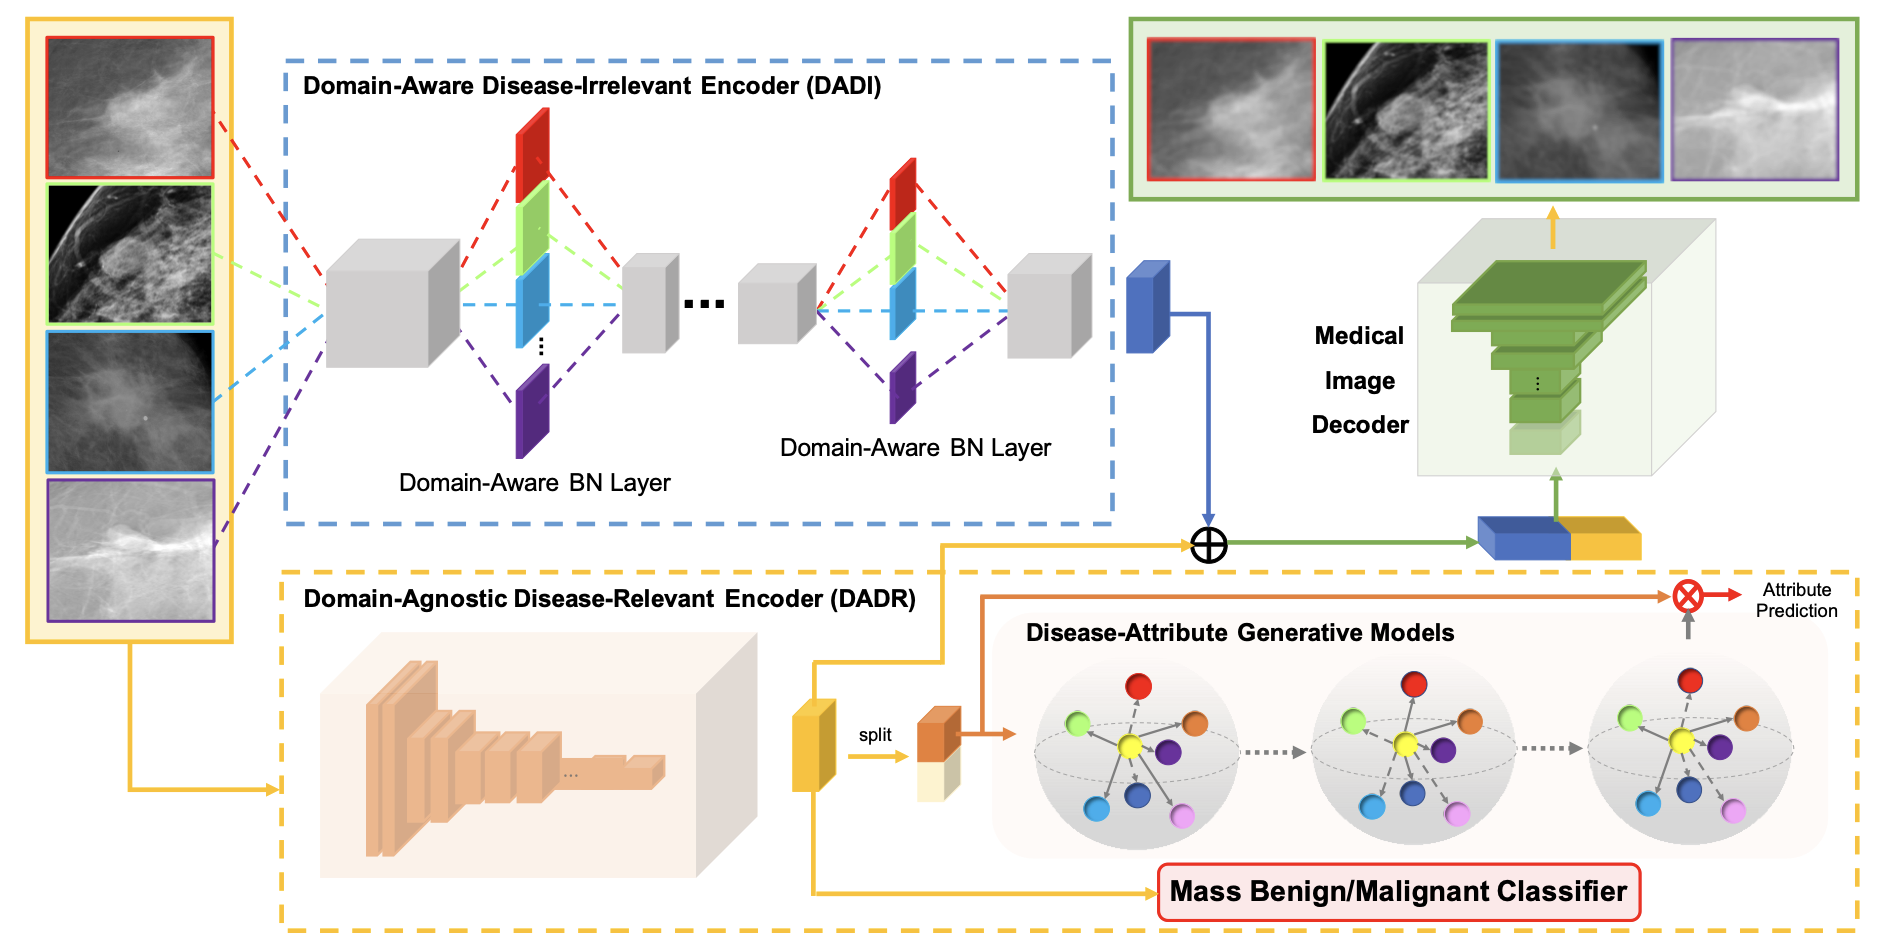 Domain-Aware Disease-Irrelevant Encoder (DADI)
Domain-Aware BN Layer
Domain-Aware BN Layer
Medical
Image
Decoder
Domain-Agnostic Disease-Relevant Encoder (DADR)
split
Disease-Attribute Generative Models
Attribute
Prediction
Mass Benign/Malignant Classifier